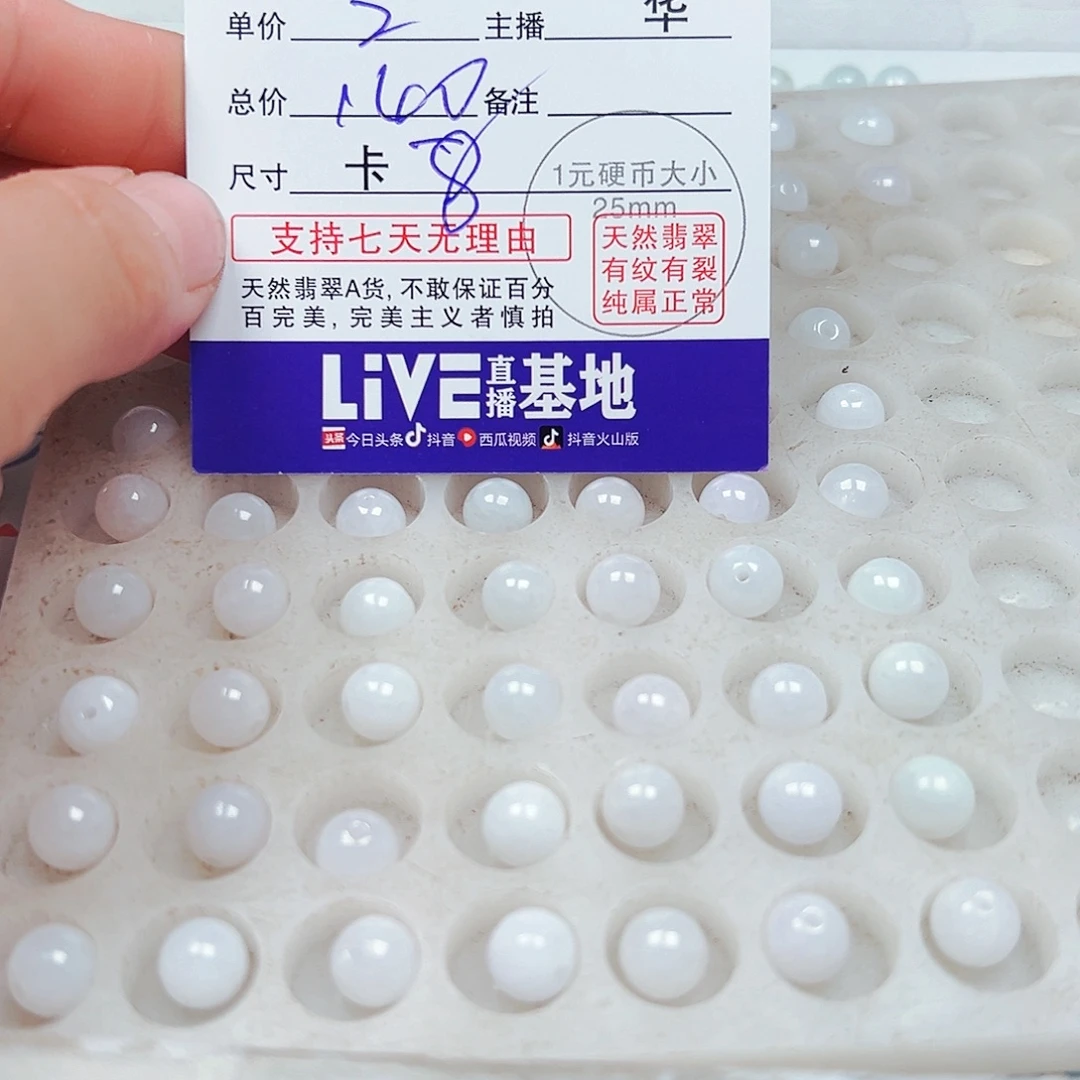 单价 2 主播 华
总价 1600 备注
尺寸 卡 8
1元硬币大小
25mm
支持七天无理由
天然翡翠
有纹有裂
纯属正常
天然翡翠A货, 不敢保证百分
百完美, 完美主义者慎拍
LiVE直播基地
头条 今日头条 抖音 西瓜视频 抖音火山版